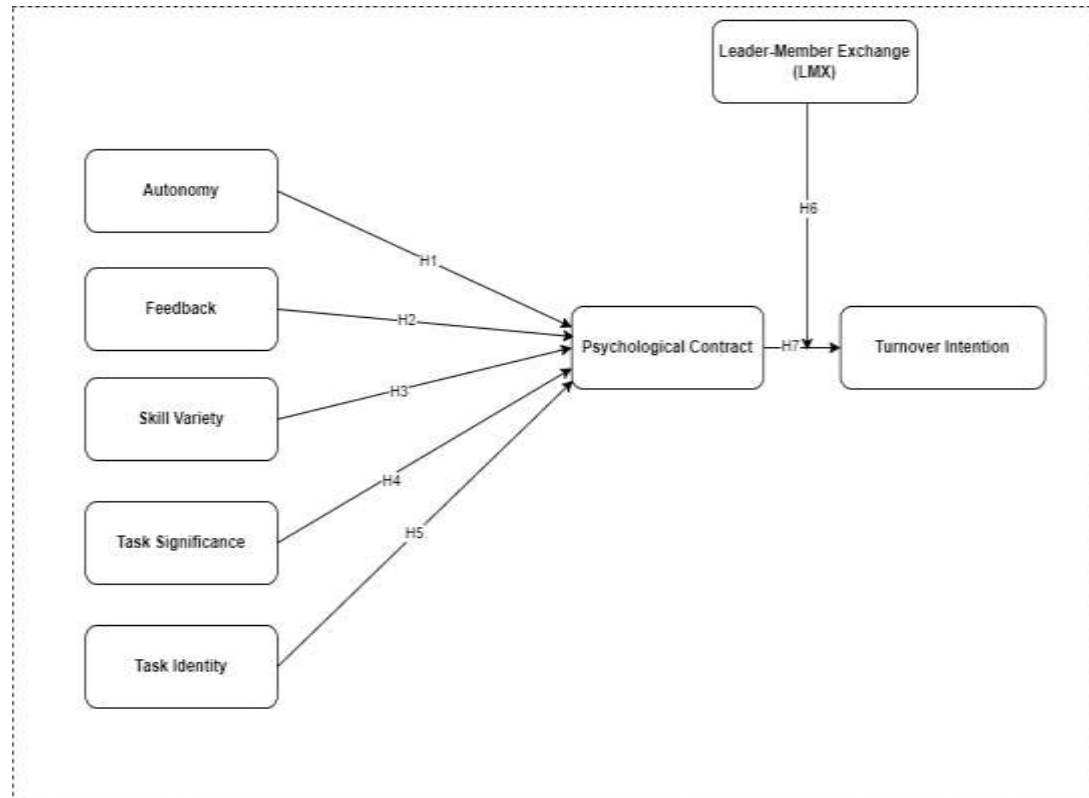 Leader-Member Exchange
(LMX)
Autonomy
H6
H1
Feedback
H2
Psychological Contract
H7
Turnover Intention
Skill Variety
H3
H4
Task Significance
H5
Task Identity